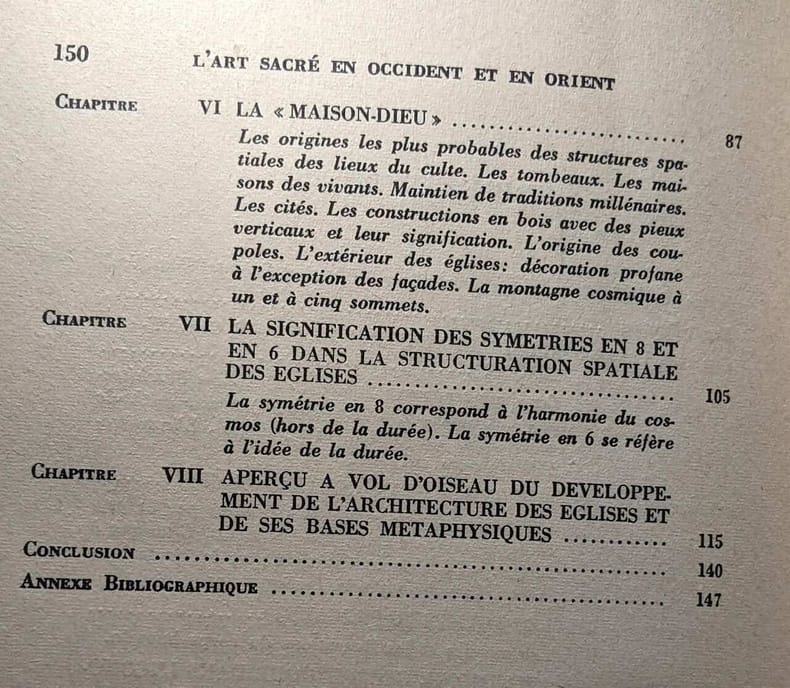 150 L'ART SACRÉ EN OCCIDENT ET EN ORIENT
CHAPITRE VI LA « MAISON-DIEU » .......................... 87
Les origines les plus probables des structures spa-
tiales des lieux du culte. Les tombeaux. Les mai-
sons des vivants. Maintien de traditions millénaires.
Les cités. Les constructions en bois avec des pieux
verticaux et leur signification. L'origine des cou-
poles. L'extérieur des églises: décoration profane
à l'exception des façades. La montagne cosmique à
un et à cinq sommets.
CHAPITRE VII LA SIGNIFICATION DES SYMETRIES EN 8 ET
EN 6 DANS LA STRUCTURATION SPATIALE
DES EGLISES .................................. 105
La symétrie en 8 correspond à l'harmonie du cos-
mos (hors de la durée). La symétrie en 6 se réfère
à l'idée de la durée.
CHAPITRE VIII APERÇU A VOL D'OISEAU DU DEVELOPPE-
MENT DE L'ARCHITECTURE DES EGLISES ET
DE SES BASES METAPHYSIQUES ............ 115
CONCLUSION ........................................................ 140
ANNEXE BIBLIOGRAPHIQUE ........................................... 147